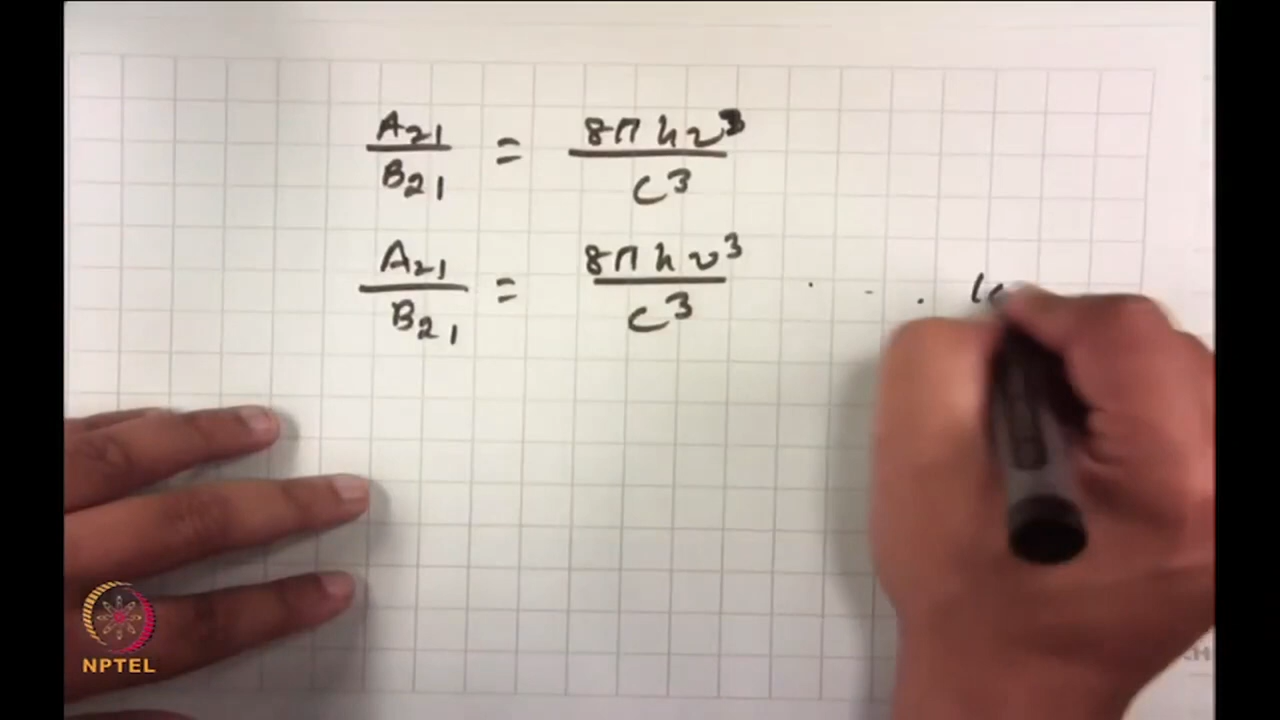 A₂₁ / B₂₁ = 8πhν³ / c³
A₂₁ / B₂₁ = 8πhν³ / c³ . - .
NPTEL